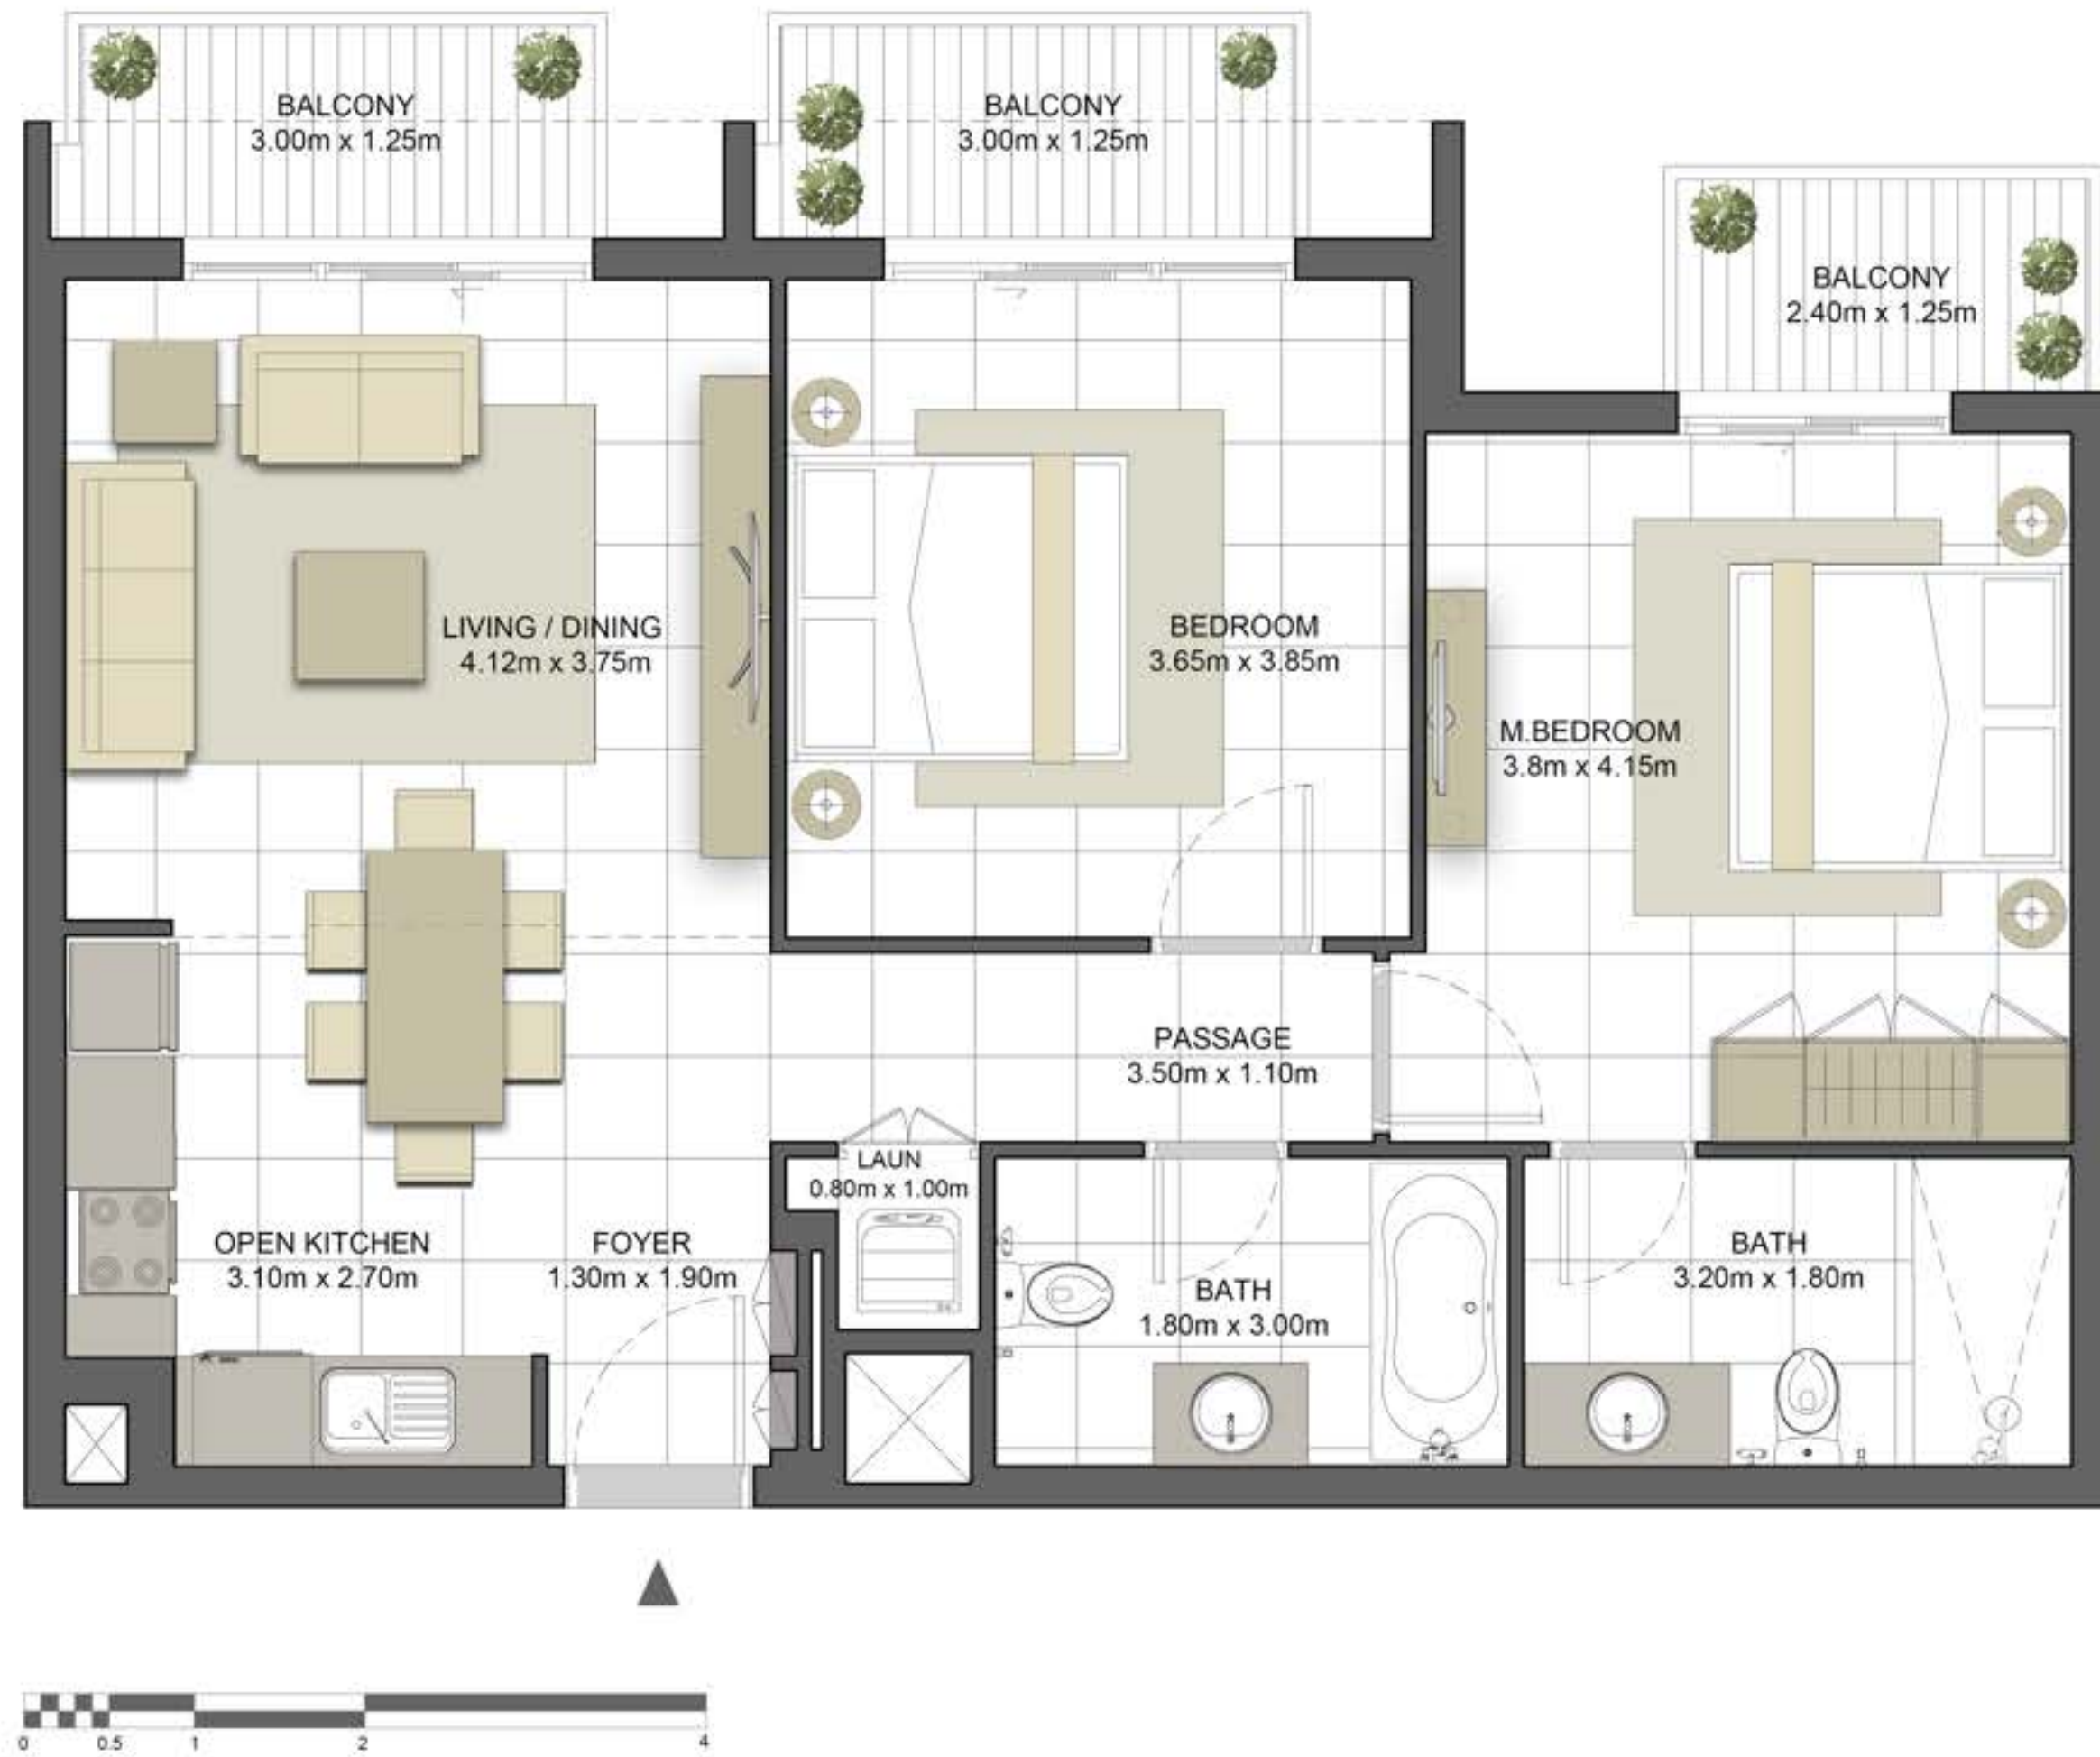 BALCONY
3.00m x 1.25m
BALCONY
3.00m x 1.25m
BALCONY
2.40m x 1.25m
LIVING / DINING
4.12m x 3.75m
BEDROOM
3.65m x 3.85m
M.BEDROOM
3.8m x 4.15m
PASSAGE
3.50m x 1.10m
LAUN
0.80m x 1.00m
OPEN KITCHEN
3.10m x 2.70m
FOYER
1.30m x 1.90m
BATH
1.80m x 3.00m
BATH
3.20m x 1.80m
0 0.5 1 2 4